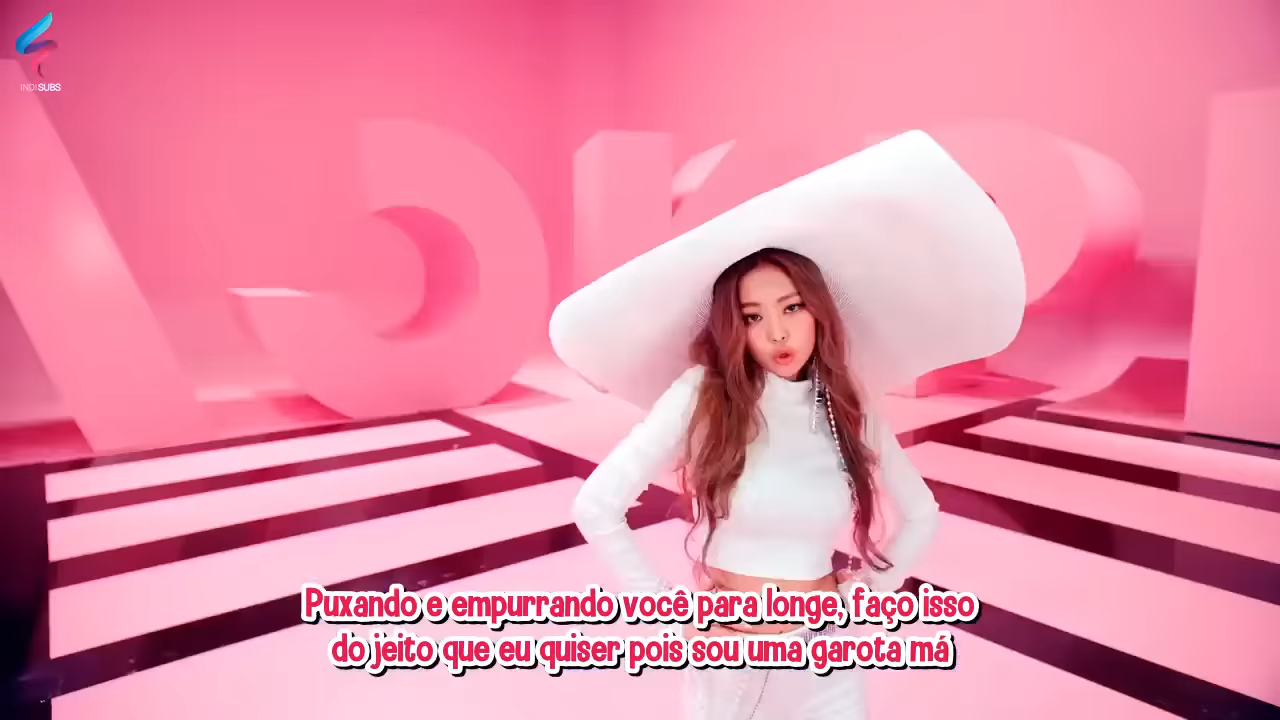 INDISUBS
Puxando e empurrando você para longe, faço isso
do jeito que eu quiser pois sou uma garota má